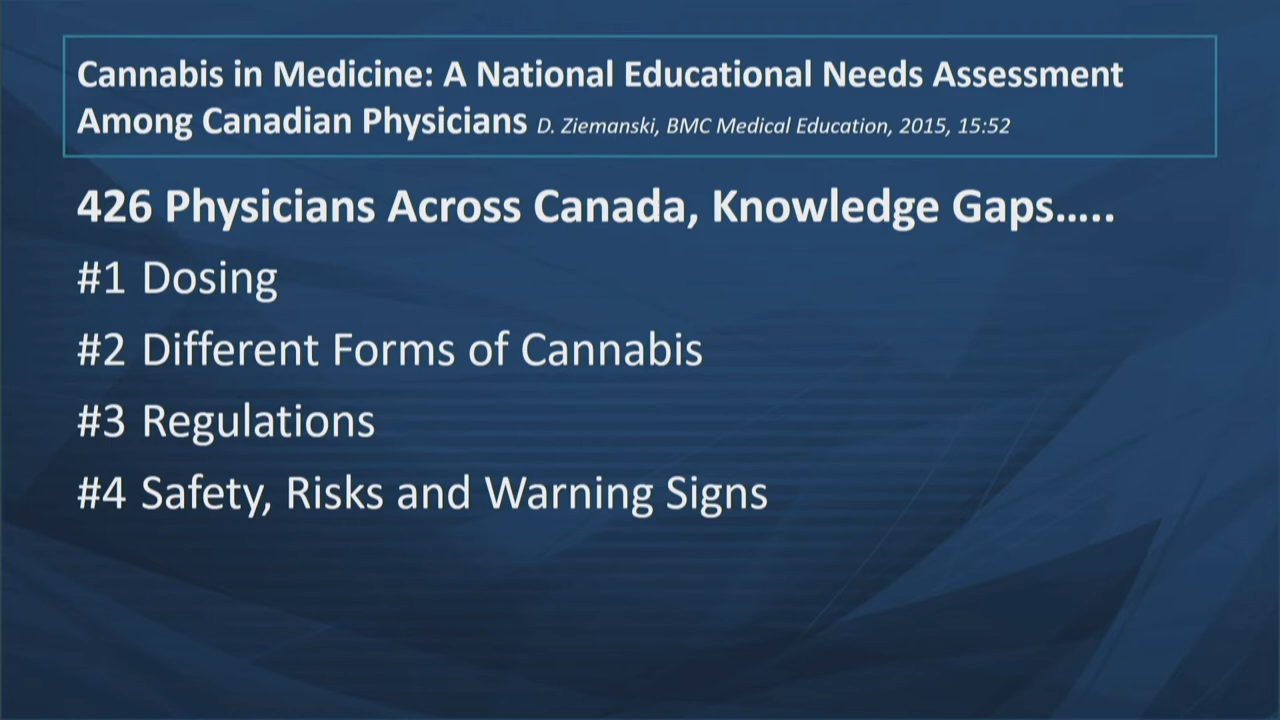 Cannabis in Medicine: A National Educational Needs Assessment
Among Canadian Physicians D. Ziemanski, BMC Medical Education, 2015, 15:52
426 Physicians Across Canada, Knowledge Gaps…..
#1 Dosing
#2 Different Forms of Cannabis
#3 Regulations
#4 Safety, Risks and Warning Signs